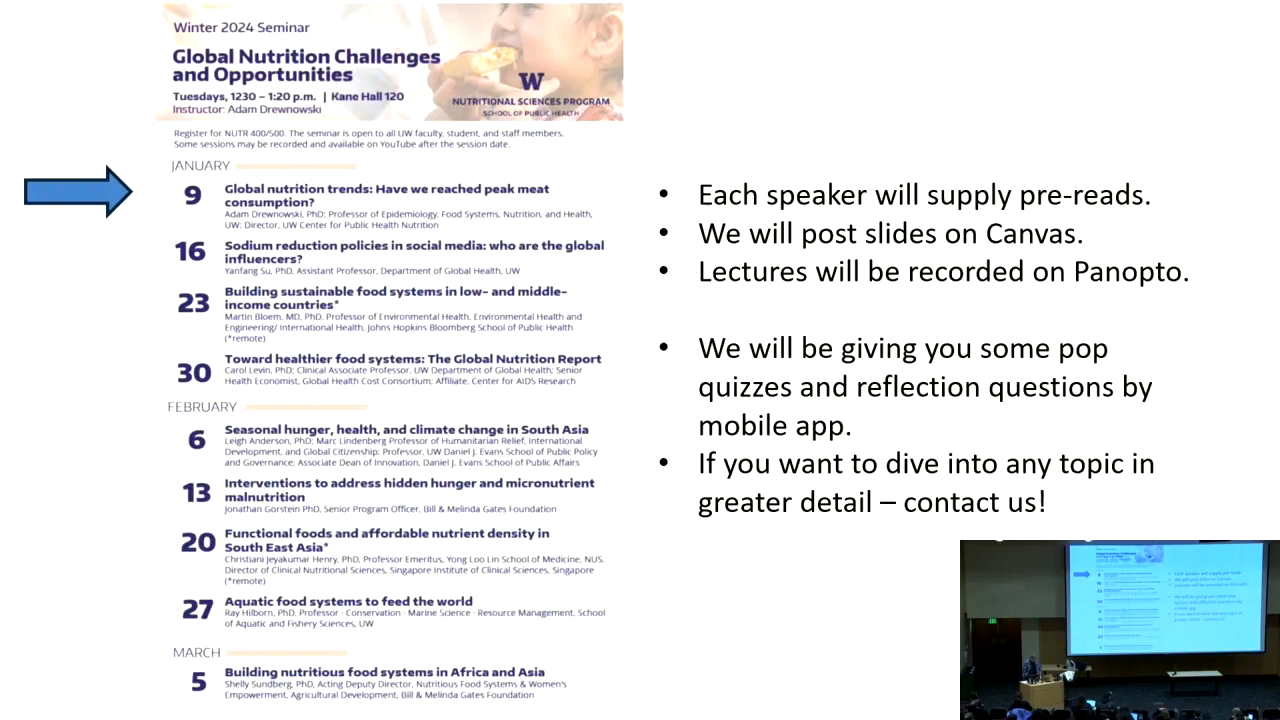 Winter 2024 Seminar
Global Nutrition Challenges
and Opportunities
Tuesdays, 1230 – 1:20 p.m. | Kane Hall 120
Instructor: Adam Drewnowski
W
NUTRITIONAL SCIENCES PROGRAM
SCHOOL OF PUBLIC HEALTH
Register for NUTR 400/500. The seminar is open to all UW faculty, student, and staff members.
Some sessions may be recorded and available on YouTube after the session date.
JANUARY
9 Global nutrition trends: Have we reached peak meat
consumption?
Adam Drewnowski, PhD; Professor of Epidemiology, Food Systems, Nutrition, and Health,
UW; Director, UW Center for Public Health Nutrition
16 Sodium reduction policies in social media: who are the global
influencers?
Yanfang Su, PhD, Assistant Professor, Department of Global Health, UW
23 Building sustainable food systems in low- and middle-
income countries*
Martin Bloem, MD, PhD. Professor of Environmental Health, Environmental Health and
Engineering/ International Health, Johns Hopkins Bloomberg School of Public Health
(*remote)
30 Toward healthier food systems: The Global Nutrition Report
Carol Levin, PhD; Clinical Associate Professor, UW Department of Global Health; Senior
Health Economist, Global Health Cost Consortium; Affiliate, Center for AIDS Research
FEBRUARY
6 Seasonal hunger, health, and climate change in South Asia
Leigh Anderson, PhD; Marc Lindenberg Professor of Humanitarian Relief, International
Development, and Global Citizenship; Professor, UW Daniel J. Evans School of Public Policy
and Governance; Associate Dean of Innovation, Daniel J. Evans School of Public Affairs
13 Interventions to address hidden hunger and micronutrient
malnutrition
Jonathan Gorstein PhD, Senior Program Officer, Bill & Melinda Gates Foundation
20 Functional foods and affordable nutrient density in
South East Asia*
Christiani Jeyakumar Henry, PhD, Professor Emeritus, Yong Loo Lin School of Medicine, NUS,
Director of Clinical Nutritional Sciences, Singapore Institute of Clinical Sciences, Singapore
(*remote)
27 Aquatic food systems to feed the world
Ray Hilborn, PhD, Professor · Conservation · Marine Science · Resource Management, School
of Aquatic and Fishery Sciences, UW
MARCH
5 Building nutritious food systems in Africa and Asia
Shelly Sundberg, PhD, Acting Deputy Director, Nutritious Food Systems & Women's
Empowerment, Agricultural Development, Bill & Melinda Gates Foundation
• Each speaker will supply pre-reads.
• We will post slides on Canvas.
• Lectures will be recorded on Panopto.
• We will be giving you some pop
quizzes and reflection questions by
mobile app.
• If you want to dive into any topic in
greater detail – contact us!